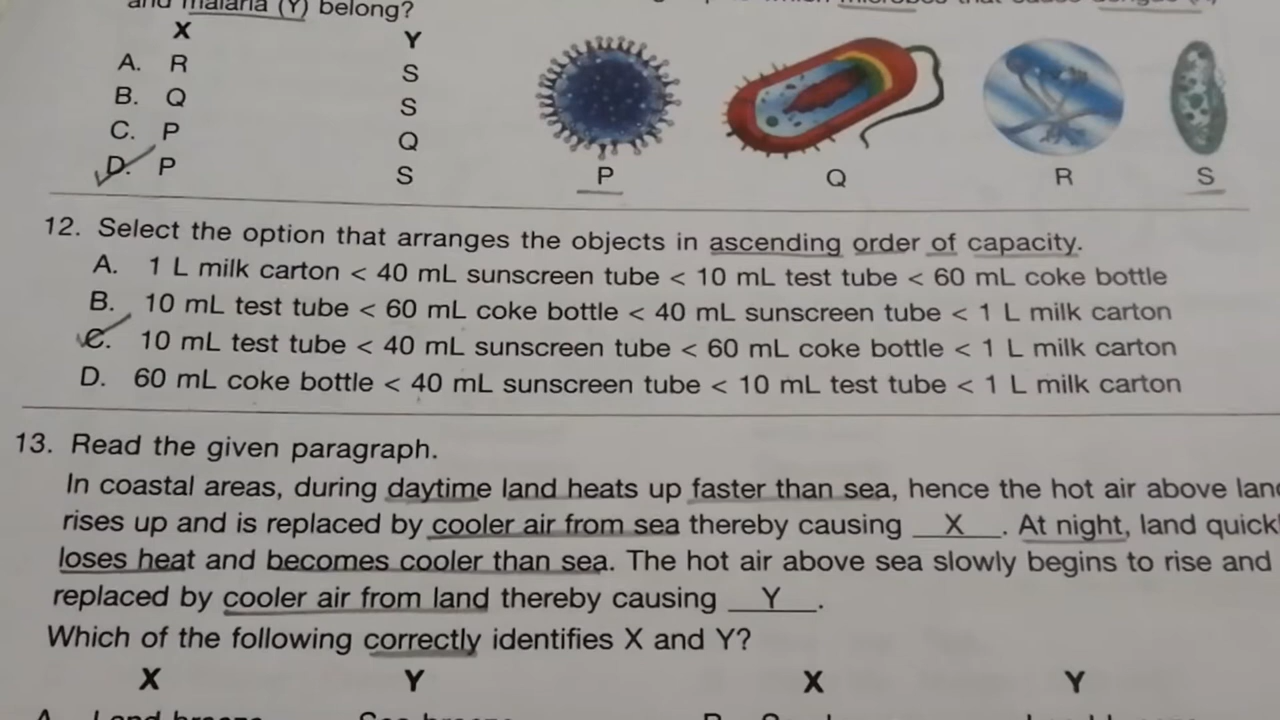 and malaria (Y) belong?
X Y
A. R S
B. Q S
C. P Q
D. P S
P Q R S
12. Select the option that arranges the objects in ascending order of capacity.
A. 1 L milk carton < 40 mL sunscreen tube < 10 mL test tube < 60 mL coke bottle
B. 10 mL test tube < 60 mL coke bottle < 40 mL sunscreen tube < 1 L milk carton
C. 10 mL test tube < 40 mL sunscreen tube < 60 mL coke bottle < 1 L milk carton
D. 60 mL coke bottle < 40 mL sunscreen tube < 10 mL test tube < 1 L milk carton
13. Read the given paragraph.
In coastal areas, during daytime land heats up faster than sea, hence the hot air above
rises up and is replaced by cooler air from sea thereby causing __X__. At night, land
loses heat and becomes cooler than sea. The hot air above sea slowly begins to rise and
replaced by cooler air from land thereby causing __Y__.
Which of the following correctly identifies X and Y?
X Y X Y